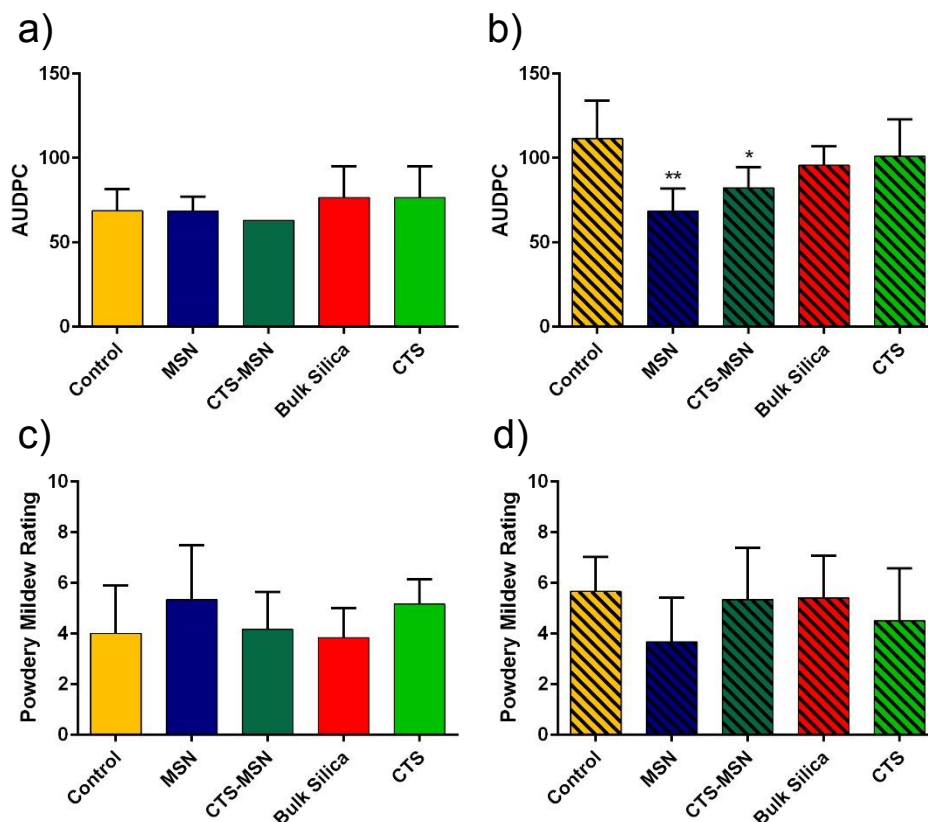 a)
AUDPC
150
100
50
0
Control
MSN
CTS-MSN
Bulk Silica
CTS
b)
AUDPC
150
100
50
0
**
*
Control
MSN
CTS-MSN
Bulk Silica
CTS
c)
Powdery Mildew Rating
10
8
6
4
2
0
Control
MSN
CTS-MSN
Bulk Silica
CTS
d)
Powdery Mildew Rating
10
8
6
4
2
0
Control
MSN
CTS-MSN
Bulk Silica
CTS